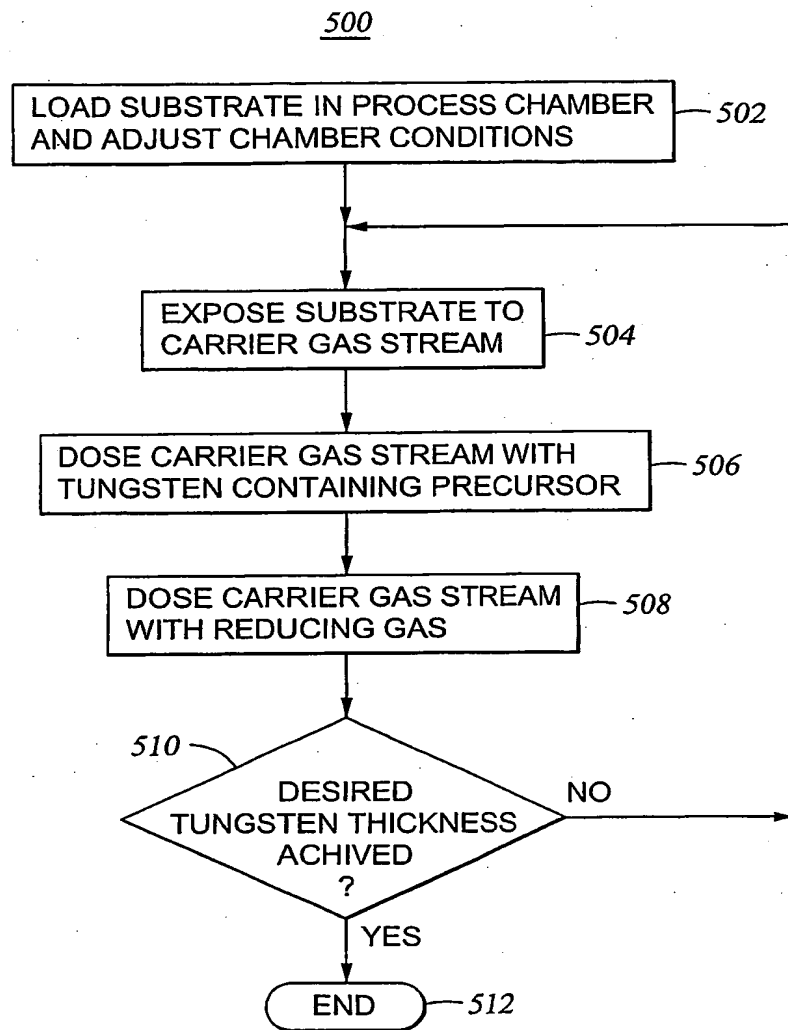 500
LOAD SUBSTRATE IN PROCESS CHAMBER
AND ADJUST CHAMBER CONDITIONS
502
EXPOSE SUBSTRATE TO
CARRIER GAS STREAM
504
DOSE CARRIER GAS STREAM WITH
TUNGSTEN CONTAINING PRECURSOR
506
DOSE CARRIER GAS STREAM
WITH REDUCING GAS
508
510
DESIRED
TUNGSTEN THICKNESS
ACHIVED
?
NO
YES
END
512